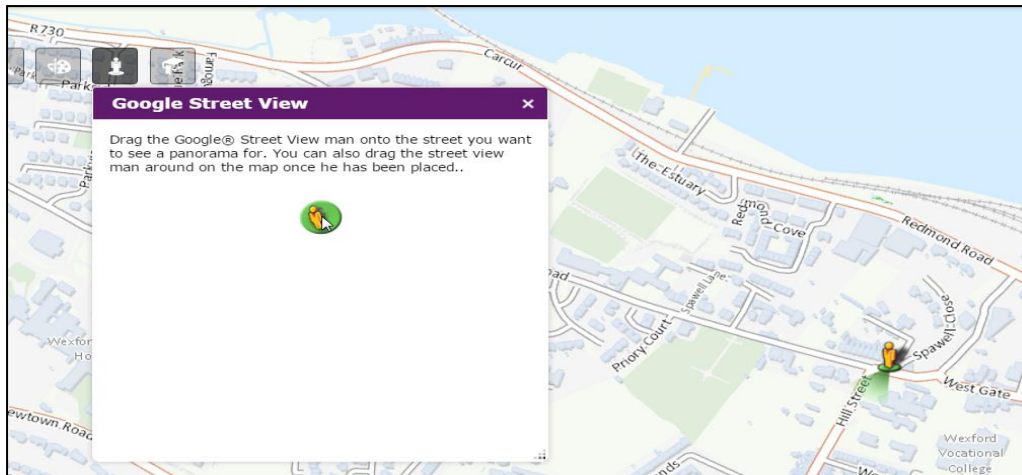 R730
Carcur
Park
Google Street View
×
Drag the Google® Street View man onto the street you want
to see a panorama for. You can also drag the street view
man around on the map once he has been placed..
The Estuary
Redmond
Cove
Redmond Road
Spawell Lane
Priory Court
Spawell Close
West Gate
Hill Street
Wexford
Vocational
College